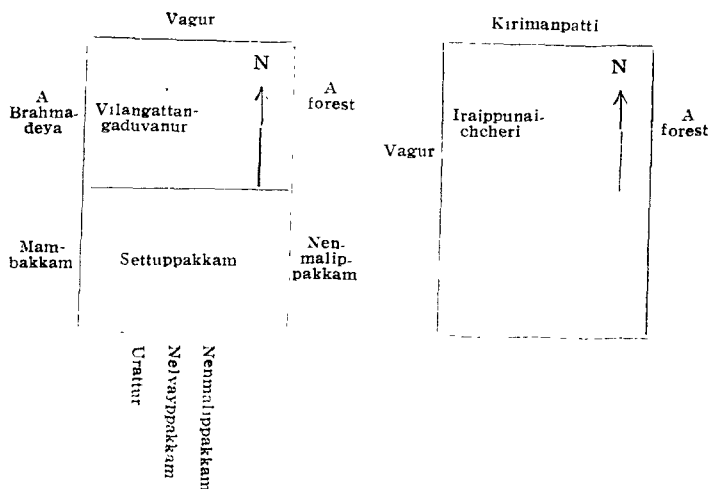 Vagur
N
A
Brahma-
deya
Vilangattan-
gaduvanur
A
forest
Mam-
bakkam
Settuppakkam
Nen-
malip-
pakkam
Urattur
Nelvayppakkam
Nenmalippakkam
Kirimanpatti
N
Iraippunai-
chcheri
A
forest
Vagur